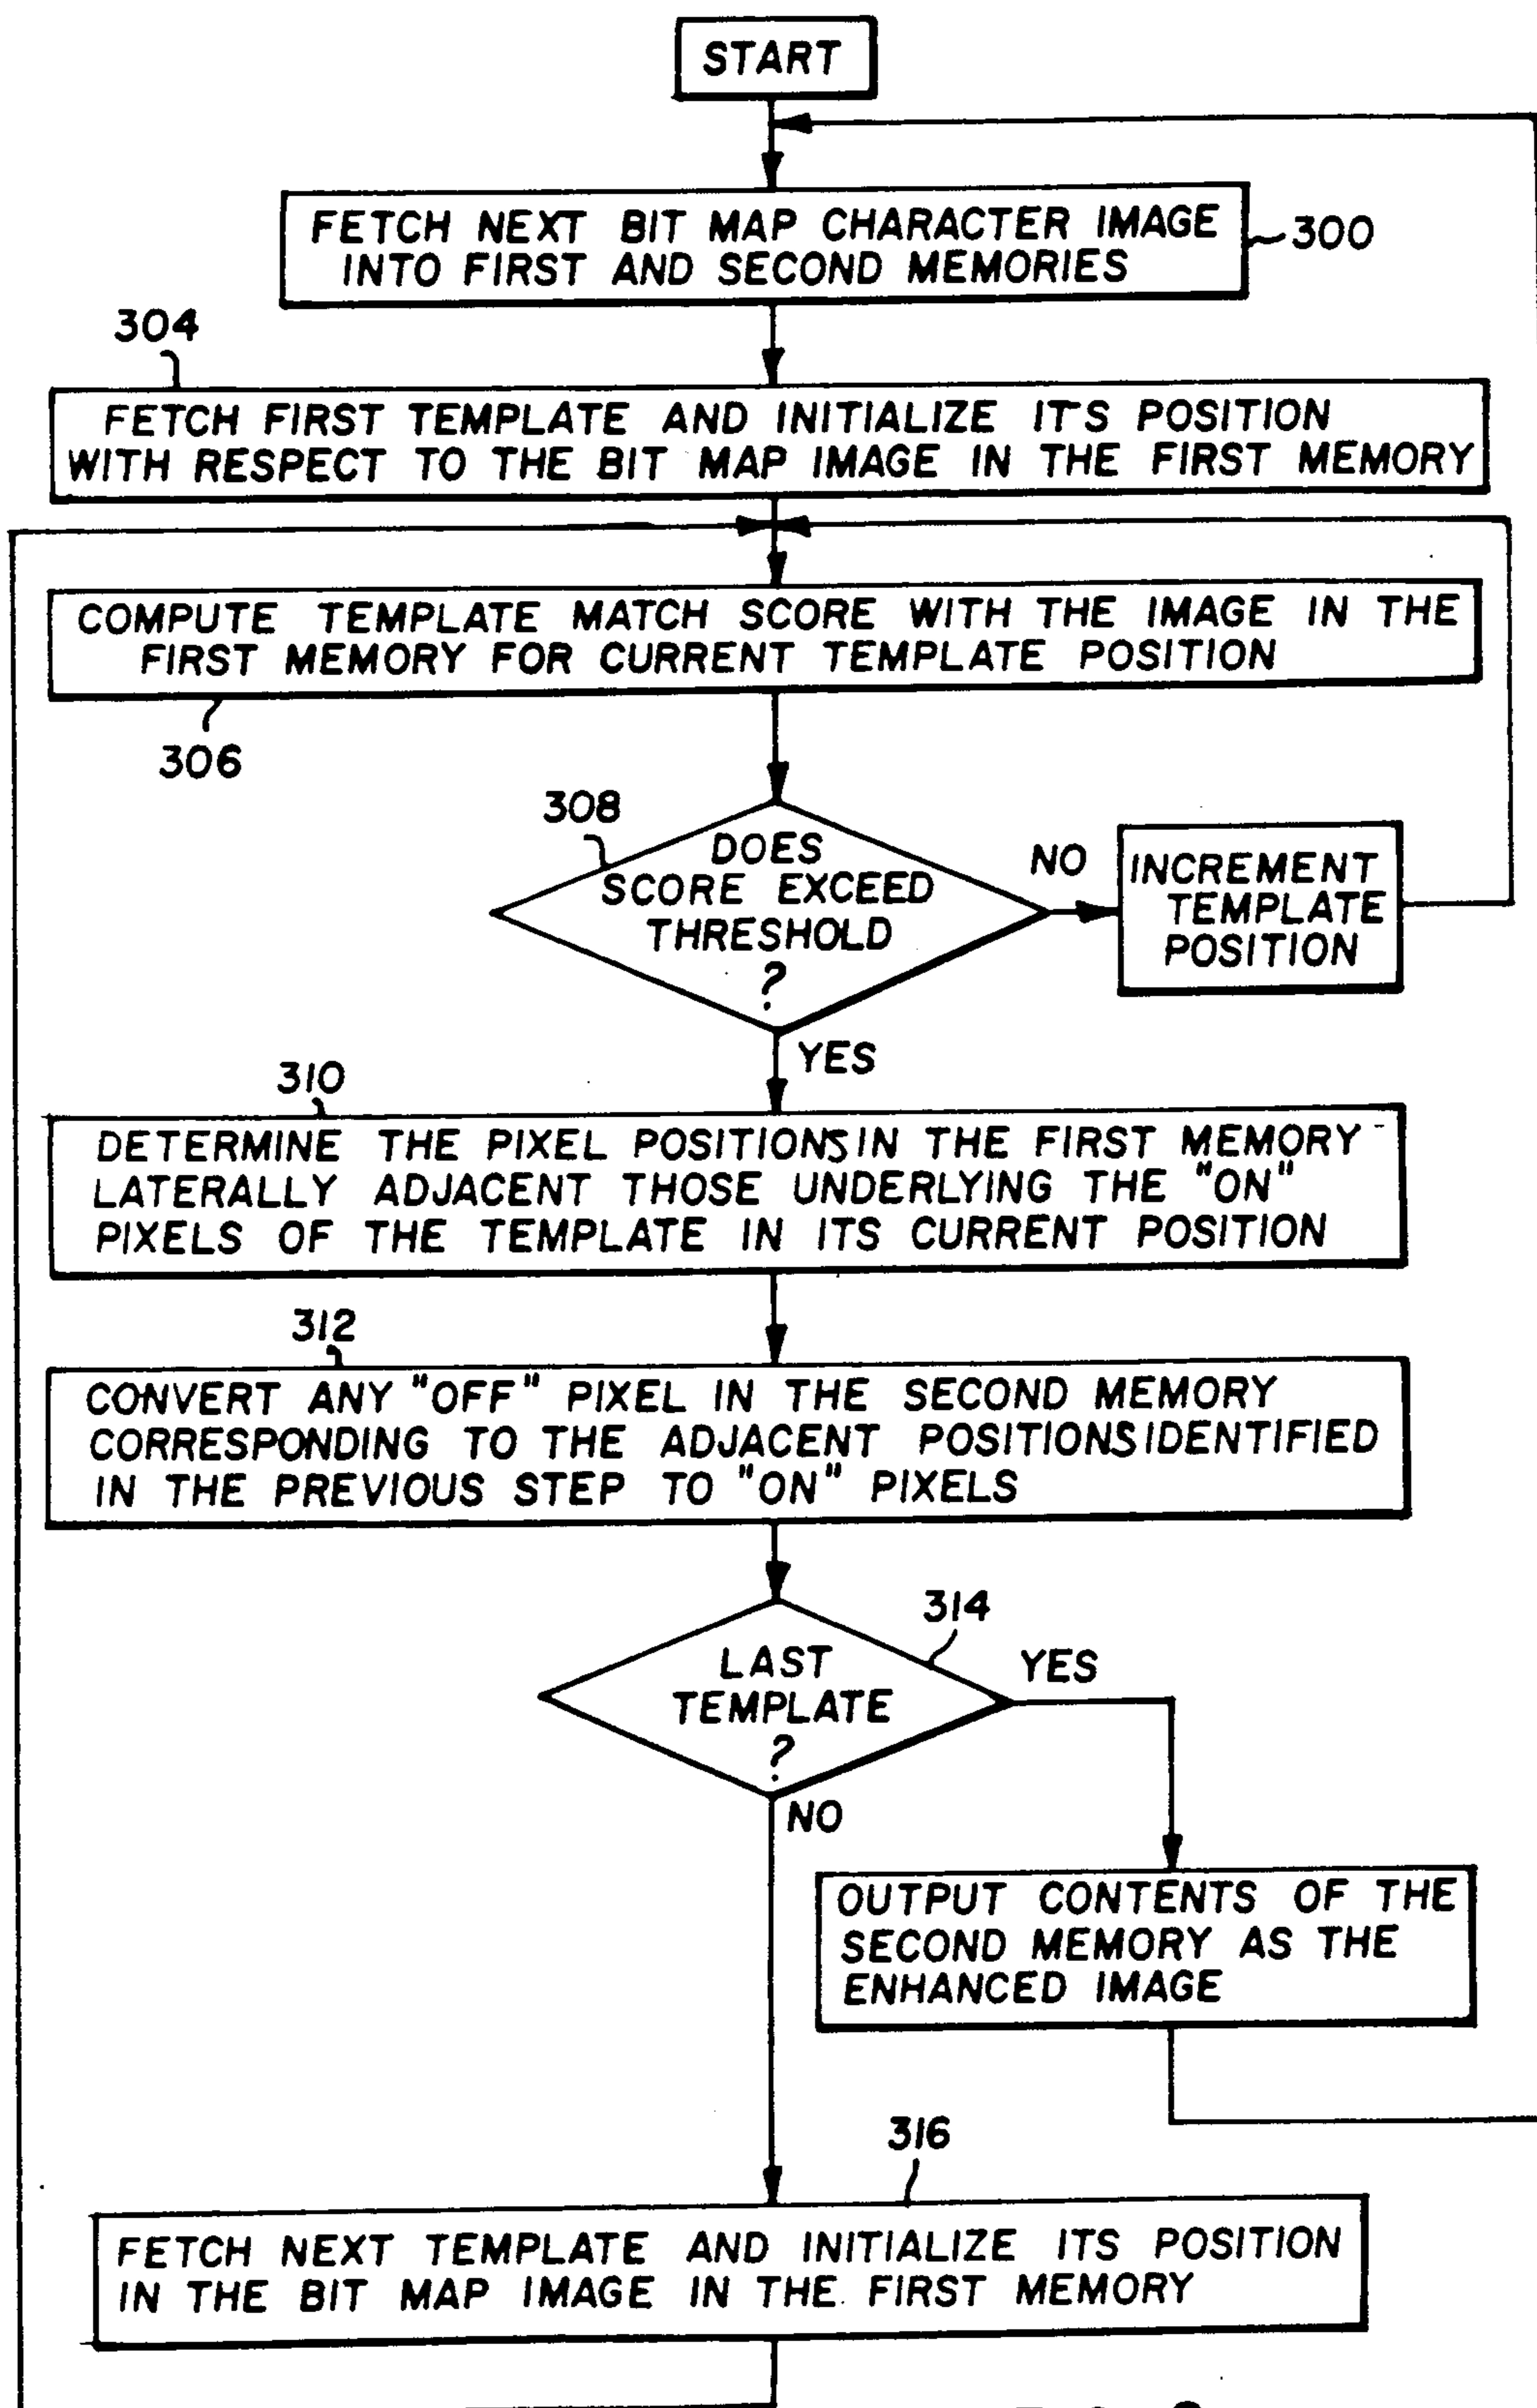 START
FETCH NEXT BIT MAP CHARACTER IMAGE
INTO FIRST AND SECOND MEMORIES
300
304
FETCH FIRST TEMPLATE AND INITIALIZE IT'S POSITION
WITH RESPECT TO THE BIT MAP IMAGE IN THE FIRST MEMORY
COMPUTE TEMPLATE MATCH SCORE WITH THE IMAGE IN THE
FIRST MEMORY FOR CURRENT TEMPLATE POSITION
306
308
DOES
SCORE EXCEED
THRESHOLD
?
NO
INCREMENT
TEMPLATE
POSITION
YES
310
DETERMINE THE PIXEL POSITIONS IN THE FIRST MEMORY
LATERALLY ADJACENT THOSE UNDERLYING THE "ON"
PIXELS OF THE TEMPLATE IN ITS CURRENT POSITION
312
CONVERT ANY "OFF" PIXEL IN THE SECOND MEMORY
CORRESPONDING TO THE ADJACENT POSITIONS IDENTIFIED
IN THE PREVIOUS STEP TO "ON" PIXELS
314
LAST
TEMPLATE
?
YES
NO
OUTPUT CONTENTS OF THE
SECOND MEMORY AS THE
ENHANCED IMAGE
316
FETCH NEXT TEMPLATE AND INITIALIZE ITS POSITION
IN THE BIT MAP IMAGE IN THE FIRST MEMORY